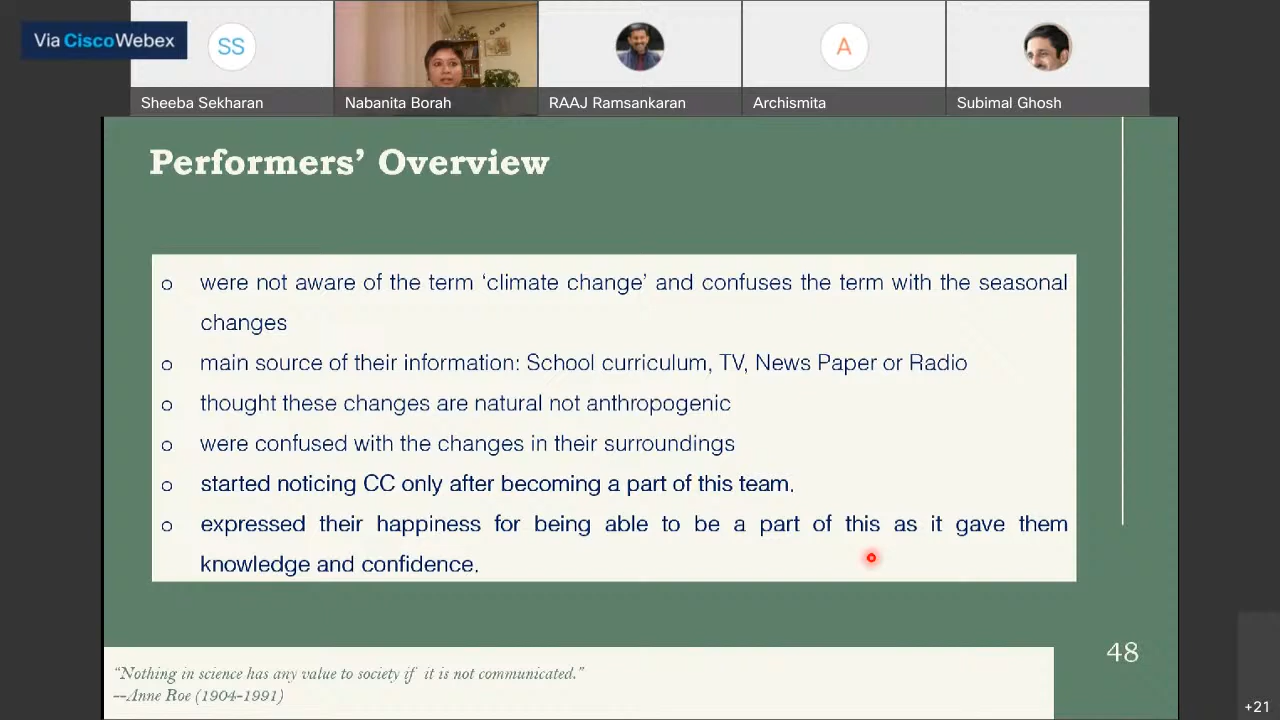 Via CiscoWebex
SS
A
Sheeba Sekharan
Nabanita Borah
RAAJ Ramsankaran
Archismita
Subimal Ghosh
Performers’ Overview
o were not aware of the term ‘climate change’ and confuses the term with the seasonal
changes
o main source of their information: School curriculum, TV, News Paper or Radio
o thought these changes are natural not anthropogenic
o were confused with the changes in their surroundings
o started noticing CC only after becoming a part of this team.
o expressed their happiness for being able to be a part of this as it gave them
knowledge and confidence.
48
“Nothing in science has any value to society if it is not communicated.”
—Anne Roe (1904-1991)
+21